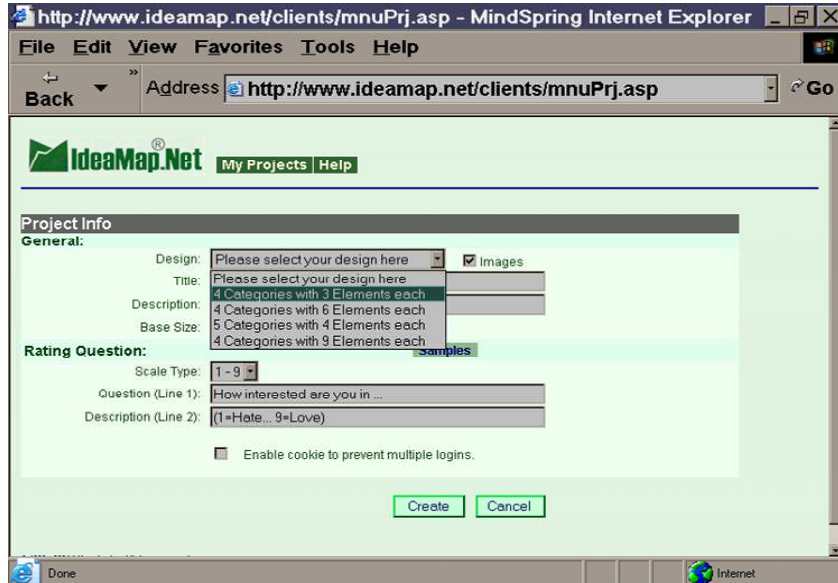 http://www.ideamap.net/clients/mnuPrj.asp - MindSpring Internet Explorer
File Edit View Favorites Tools Help
Back » Address http://www.ideamap.net/clients/mnuPrj.asp Go
IdeaMap.Net ® My Projects Help
Project Info
General:
Design: Please select your design here Images
Title: Please select your design here
4 Categories with 3 Elements each
Description: 4 Categories with 6 Elements each
Base Size: 5 Categories with 4 Elements each
4 Categories with 9 Elements each
Rating Question: Samples
Scale Type: 1 - 9
Question (Line 1): How interested are you in ...
Description (Line 2): (1=Hate... 9=Love)
Enable cookie to prevent multiple logins.
Create Cancel
Done Internet